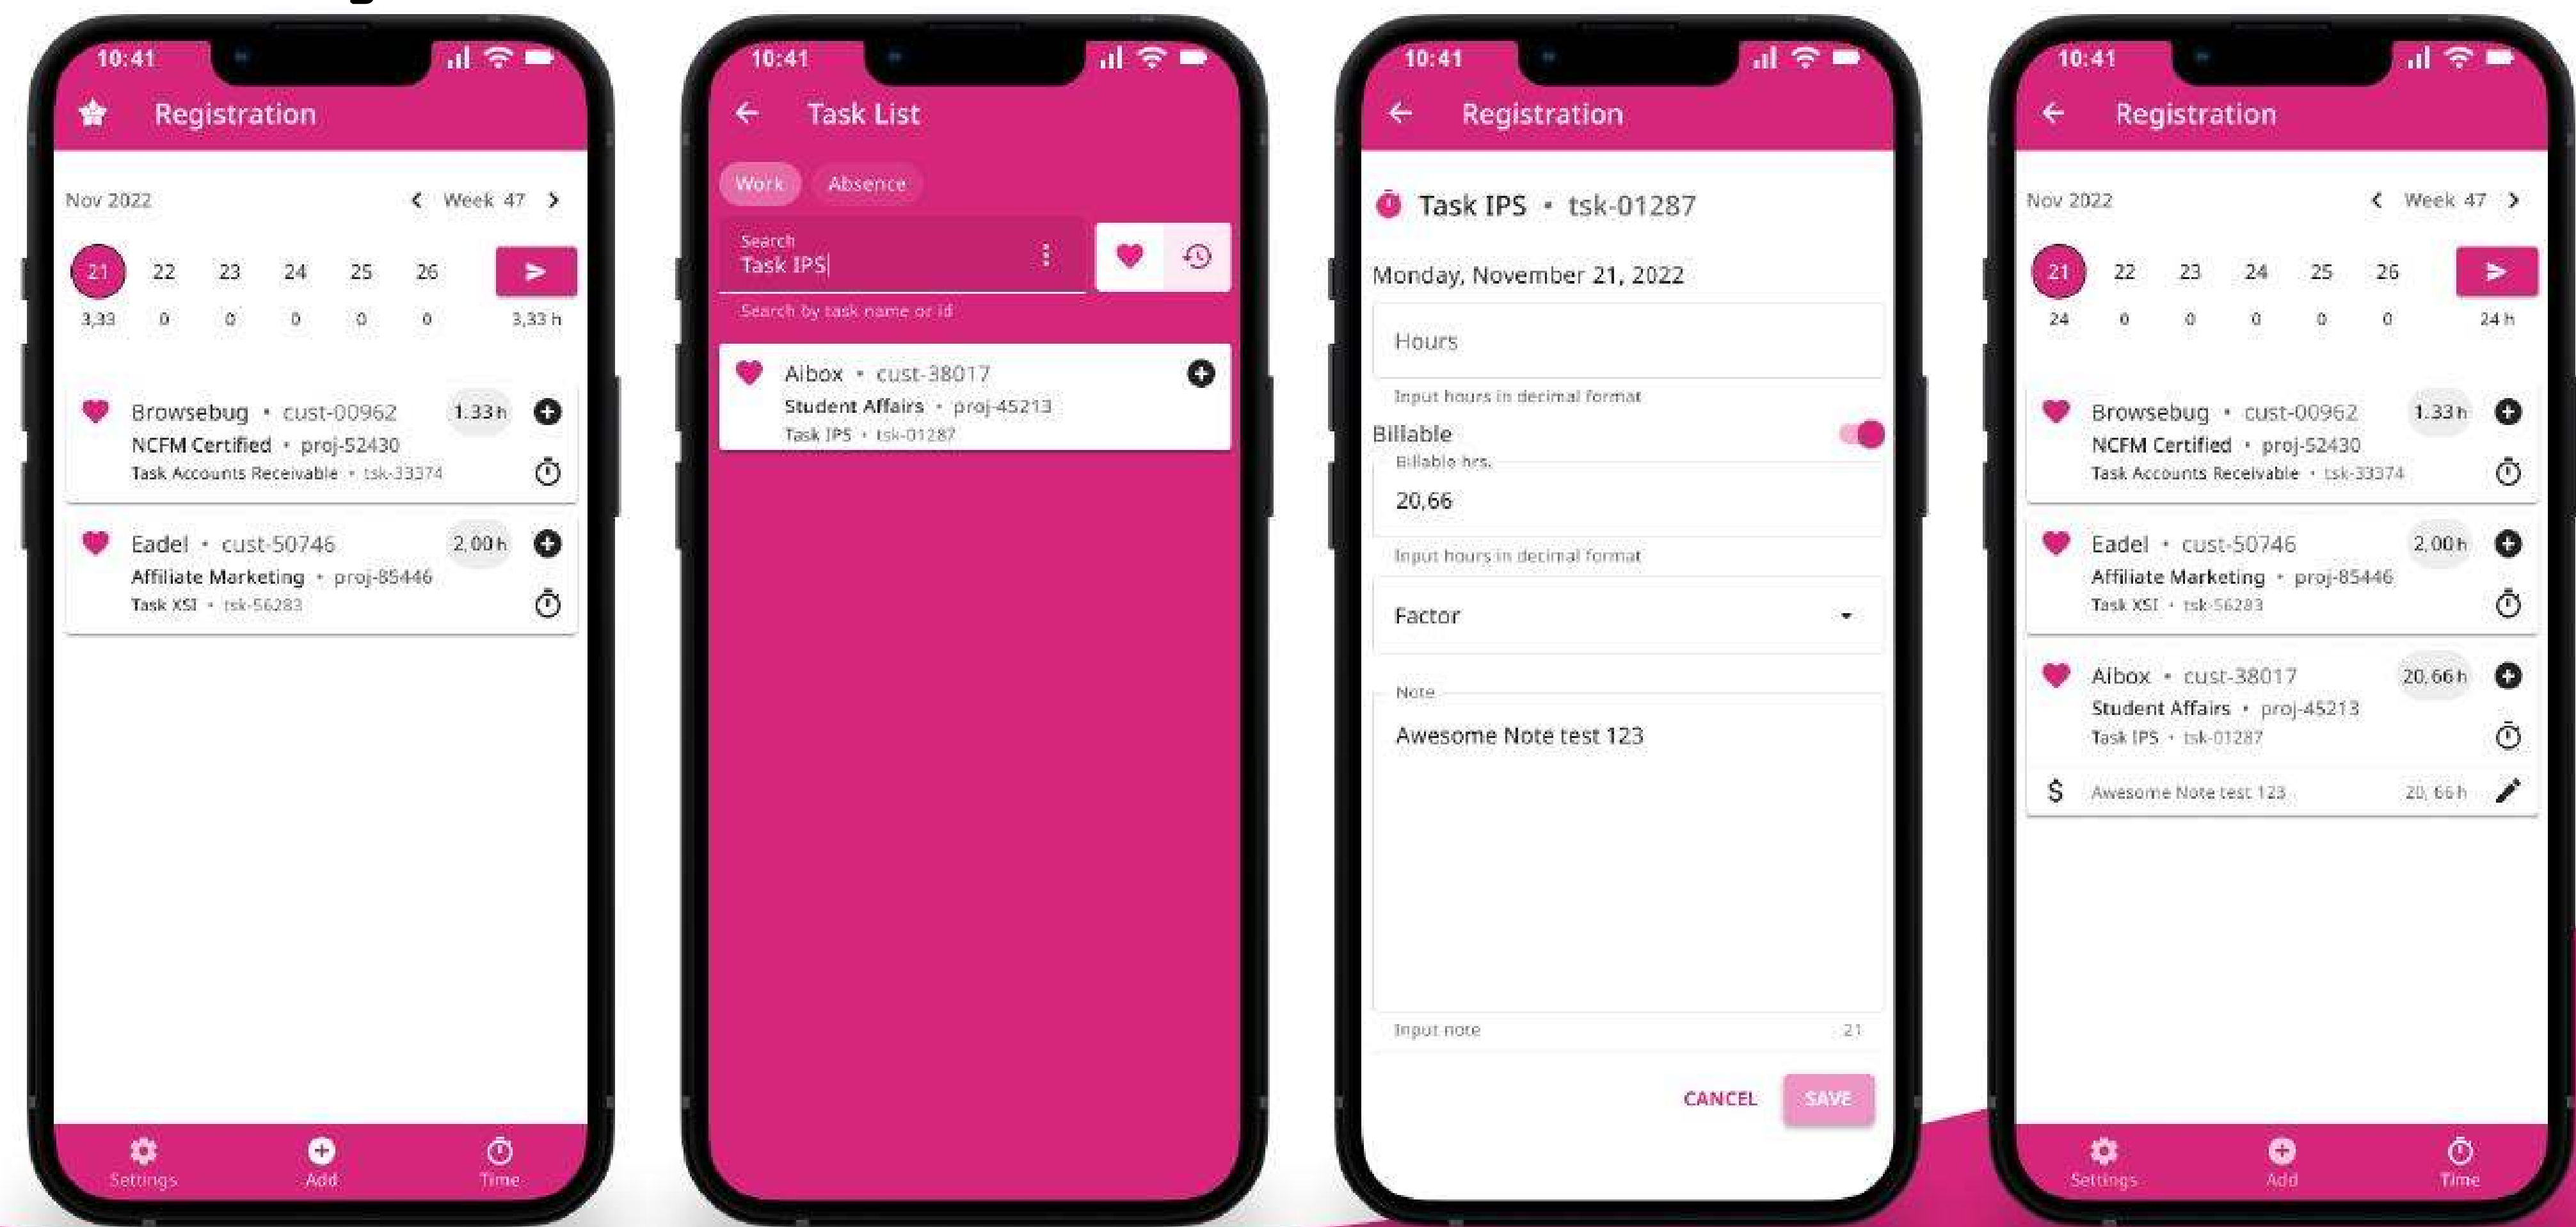 10:41
Registration
Nov 2022 Week 47
21 22 23 24 25 26
3,33 0 0 0 0 0 3,33 h
Browsebug • cust-00962 1.33 h
NCFM Certified • proj-52430
Task Accounts Receivable • tsk-33374
Eadel • cust-50746 2,00 h
Affiliate Marketing • proj-85446
Task XSI • tsk-56283
Settings Add Time
10:41
Task List
Work Absence
Search
Task IPS
Search by task name or id
Aibox • cust-38017
Student Affairs • proj-45213
Task IPS • tsk-01287
10:41
Registration
Task IPS • tsk-01287
Monday, November 21, 2022
Hours
Input hours in decimal format
Billable
Billable hrs.
20,66
Input hours in decimal format
Factor
Note
Awesome Note test 123
Input note 21
CANCEL SAVE
10:41
Registration
Nov 2022 Week 47
21 22 23 24 25 26
24 0 0 0 0 0 24 h
Browsebug • cust-00962 1.33 h
NCFM Certified • proj-52430
Task Accounts Receivable • tsk-33374
Eadel • cust-50746 2,00 h
Affiliate Marketing • proj-85446
Task XSI • tsk-56283
Aibox • cust-38017 20,66 h
Student Affairs • proj-45213
Task IPS • tsk-01287
$ Awesome Note test 123 20, 66 h
Settings Add Time